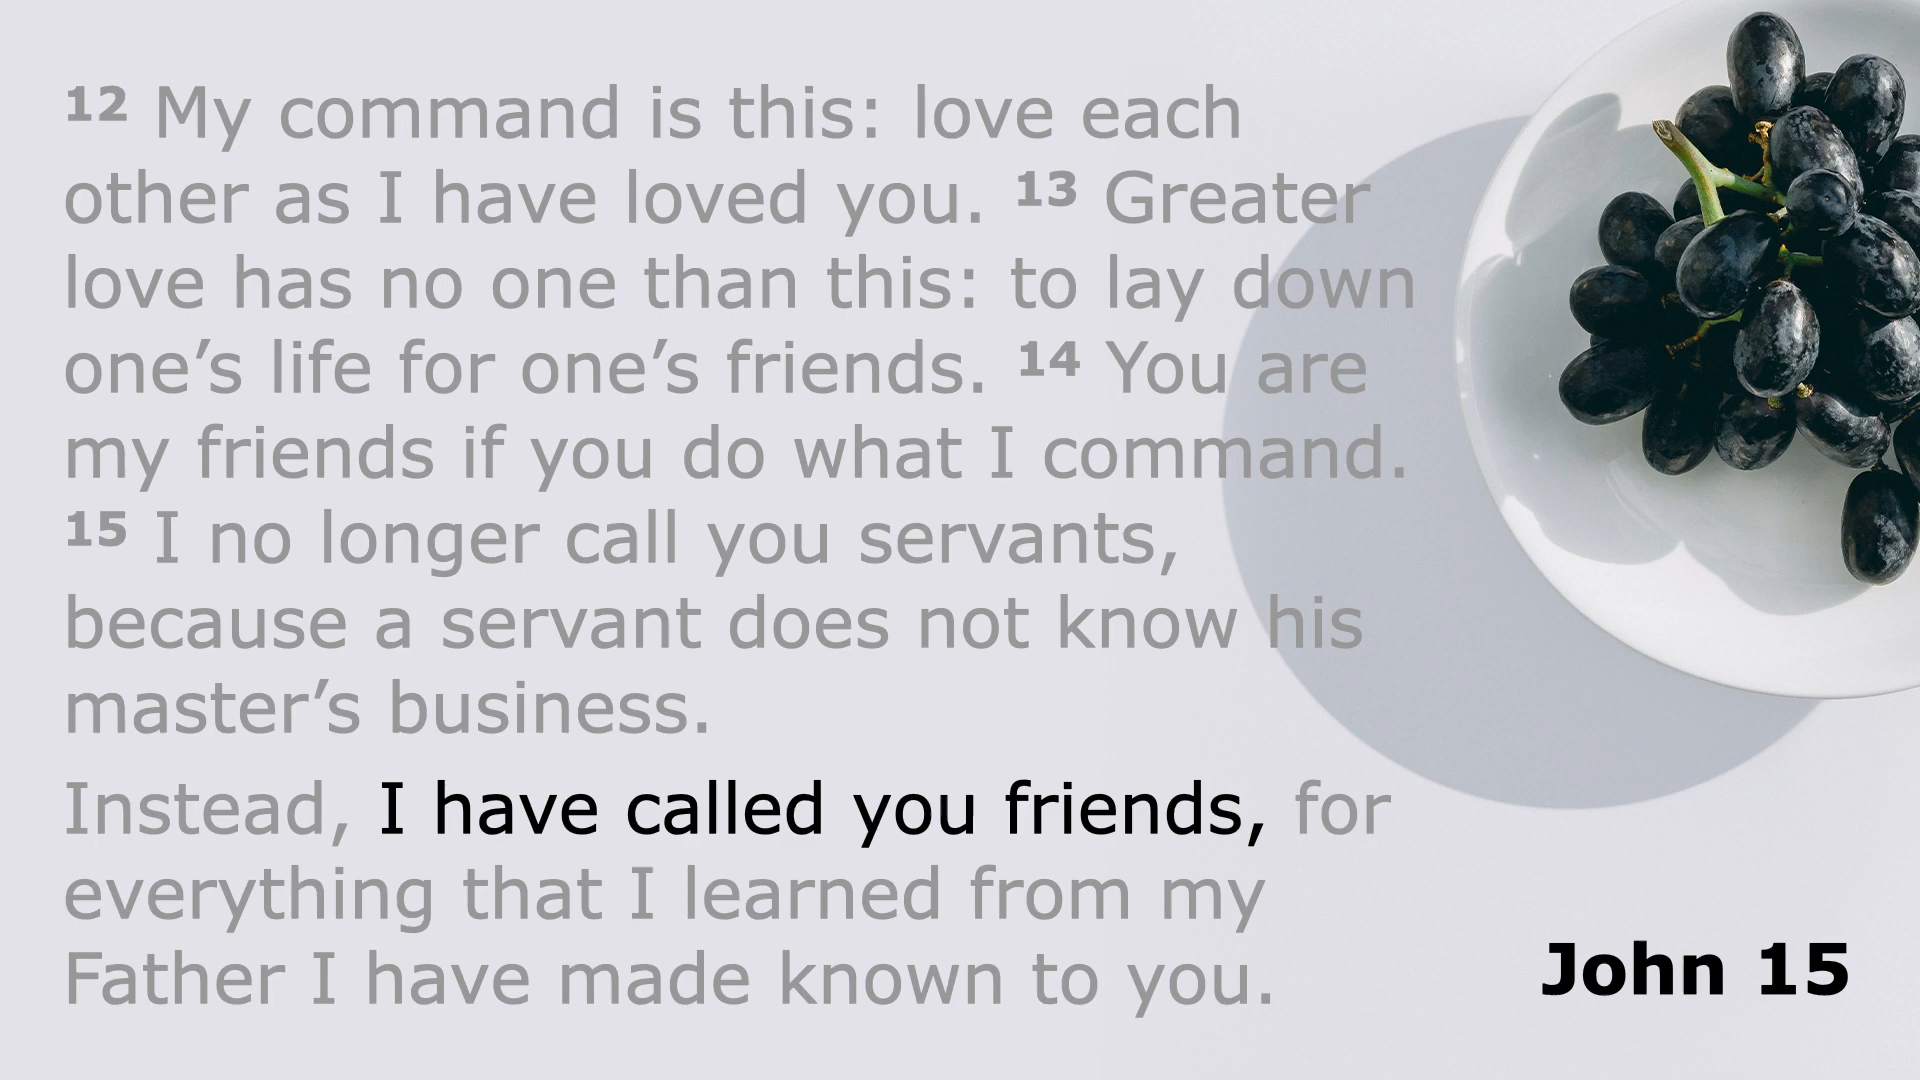 12 My command is this: love each
other as I have loved you. 13 Greater
love has no one than this: to lay down
one’s life for one’s friends. 14 You are
my friends if you do what I command.
15 I no longer call you servants,
because a servant does not know his
master’s business.
Instead, I have called you friends, for
everything that I learned from my
Father I have made known to you.
John 15